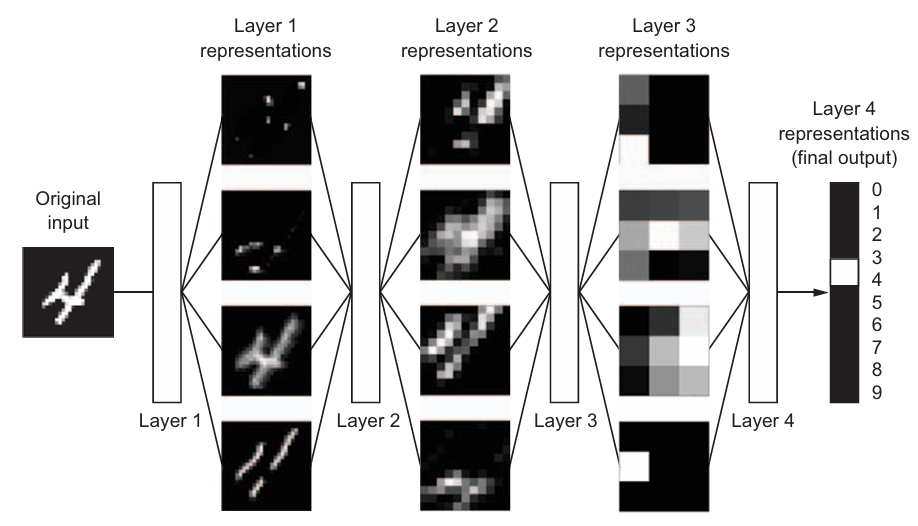 Layer 1
representations
Layer 2
representations
Layer 3
representations
Layer 4
representations
(final output)
Original
input
0
1
2
3
4
5
6
7
8
9
Layer 1
Layer 2
Layer 3
Layer 4